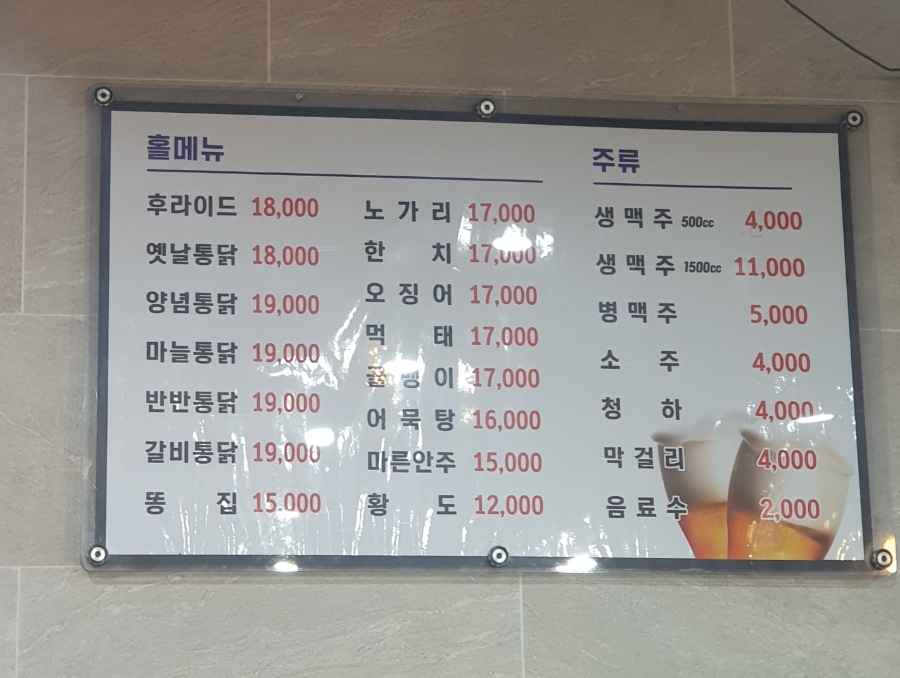 홀메뉴
후라이드 18,000
옛날통닭 18,000
양념통닭 19,000
마늘통닭 19,000
반반통닭 19,000
갈비통닭 19,000
똥 집 15.000
노 가 리 17,000
한 치 17,000
오 징 어 17,000
먹 태 17,000
골 뱅 이 17,000
어 묵 탕 16,000
마른안주 15,000
황 도 12,000
주류
생 맥 주 500cc 4,000
생 맥 주 1500cc 11,000
병 맥 주 5,000
소 주 4,000
청 하 4,000
막 걸 리 4,000
음 료 수 2,000